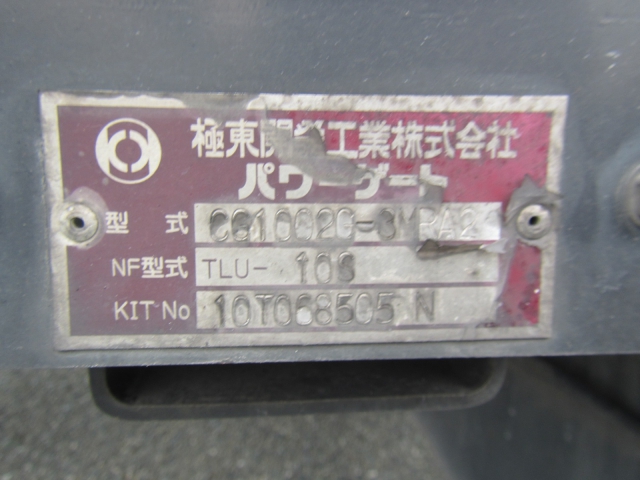 極東開発工業株式会社
パワーゲート
型式
NF型式 TLU-
KIT No 10T068505 N